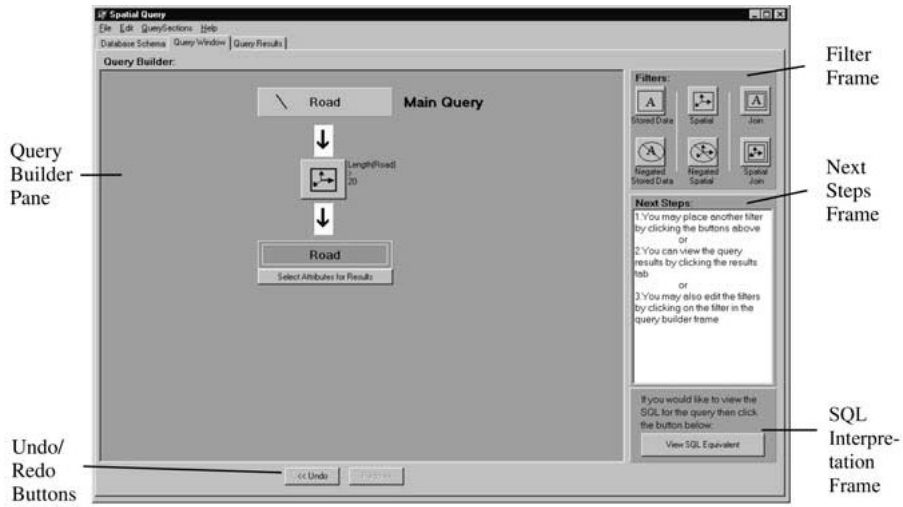 Spatial Query
File Edit QuerySections Help
Database Schema Query Window Query Results
Query Builder:
Road
Main Query
Length(Road)
>
20
Road
Select Attributes for Results
<< Undo
Filters:
Stored Data
Spatial
Join
Negated
Stored Data
Negated
Spatial
Spatial
Join
Next Steps:
1.You may place another filter
by clicking the buttons above
or
2.You can view the query
results by clicking the results
tab
or
3.You may also edit the filters
by clicking on the filter in the
query builder frame
If you would like to view the
SQL for the query then click
the button below:
View SQL Equivalent
Query
Builder
Pane
Undo/
Redo
Buttons
Filter
Frame
Next
Steps
Frame
SQL
Interpre-
tation
Frame